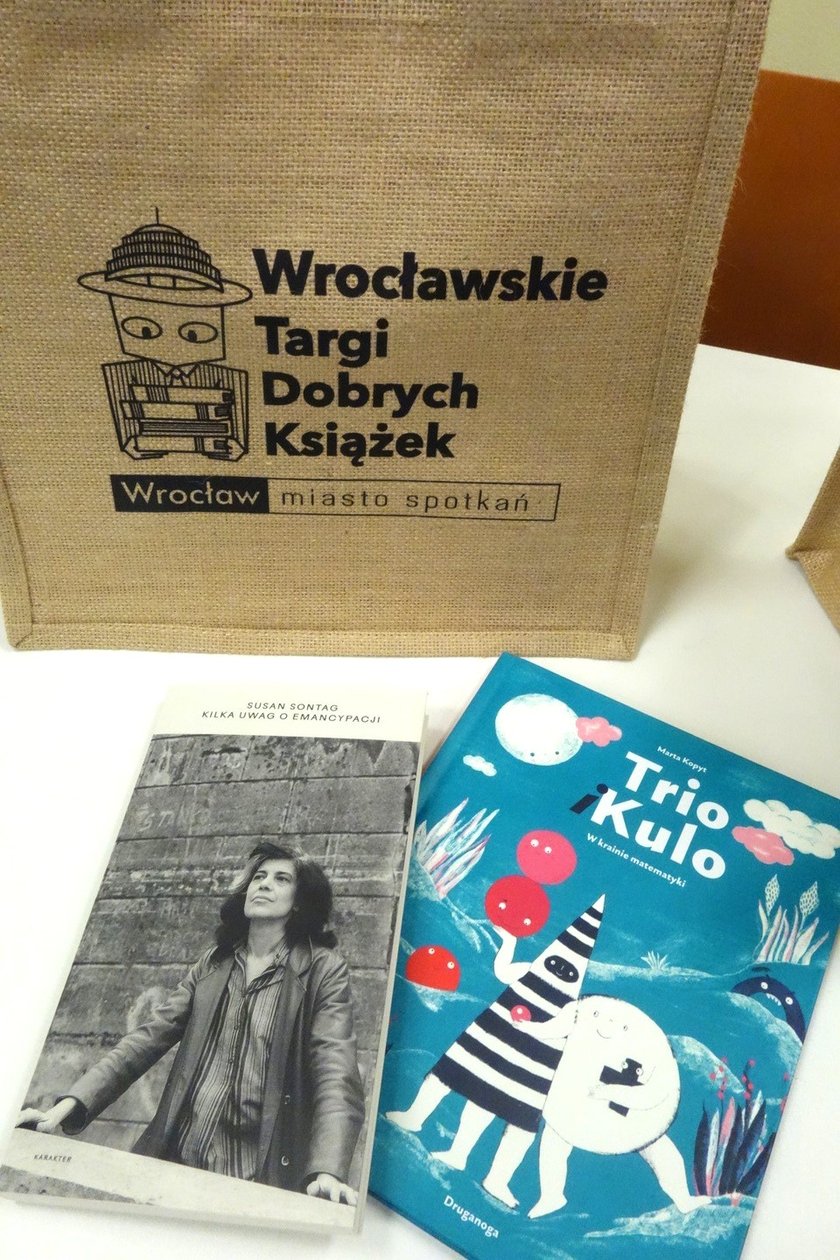 Wrocławskie
Targi
Dobrych
Książek
Wrocław miasto spotkań
SUSAN SONTAG
KILKA UWAG O EMANCYPACJI
KARAKTER
Marta Kopyt
Trio
i Kulo
W krainie matematyki
Druganoga